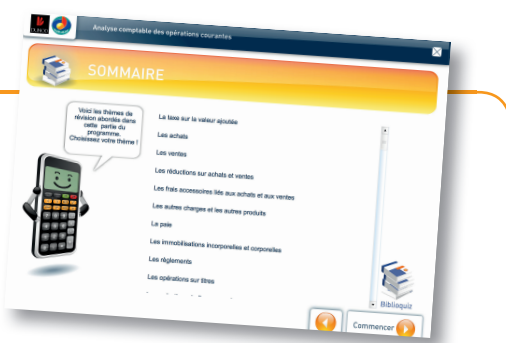 Analyse comptable des opérations courantes
SOMMAIRE
Voici les thèmes de
révision abordés dans
cette partie du
programme.
Choisissez votre thème !
La taxe sur la valeur ajoutée
Les achats
Les ventes
Les réductions sur achats et ventes
Les frais accessoires liés aux achats et aux ventes
Les autres charges et les autres produits
La paie
Les immobilisations incorporelles et corporelles
Les règlements
Les opérations sur titres
Biblioquiz
Commencer